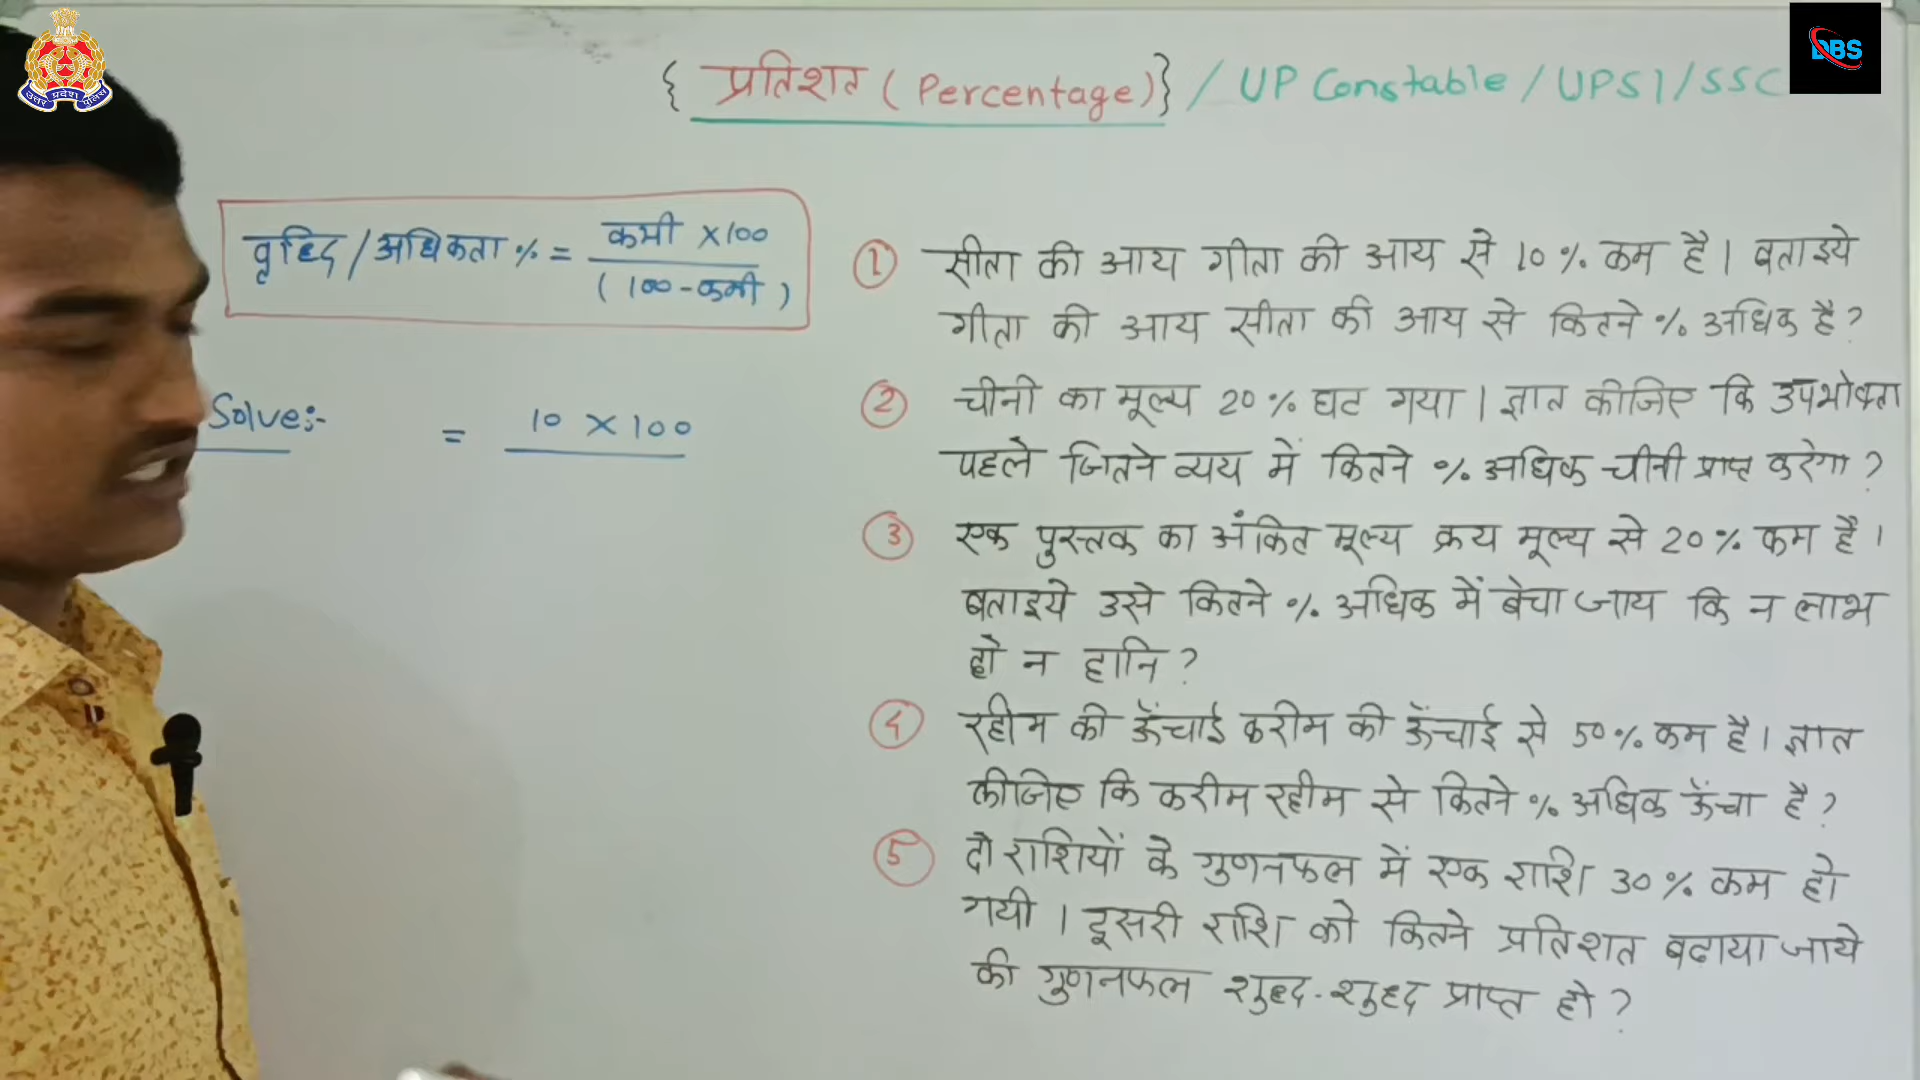 उत्तर प्रदेश पुलिस
DBS
{ प्रतिशत ( Percentage ) } / UP Constable / UPSI / SSC
वृद्धि / अधिकता % = कमी × 100
( 100 - कमी )
Solve:- = 10 × 100
① सीता की आय गीता की आय से 10 % कम है । बताइये
गीता की आय सीता की आय से कितने % अधिक है ?
② चीनी का मूल्य 20 % घट गया । ज्ञात कीजिए कि उपभोक्ता
पहले जितने व्यय में कितने % अधिक चीनी प्राप्त करेगा ?
③ एक पुस्तक का अंकित मूल्य क्रय मूल्य से 20 % कम है ।
बताइये उसे कितने % अधिक में बेचा जाय कि न लाभ
हो न हानि ?
④ रहीम की ऊँचाई करीम की ऊँचाई से 50 % कम है । ज्ञात
कीजिए कि करीम रहीम से कितने % अधिक ऊँचा है ?
⑤ दो राशियों के गुणनफल में एक राशि 30 % कम हो
गयी । दूसरी राशि को कितने प्रतिशत बढाया जाये
की गुणनफल शुद्ध-शुद्ध प्राप्त हो ?